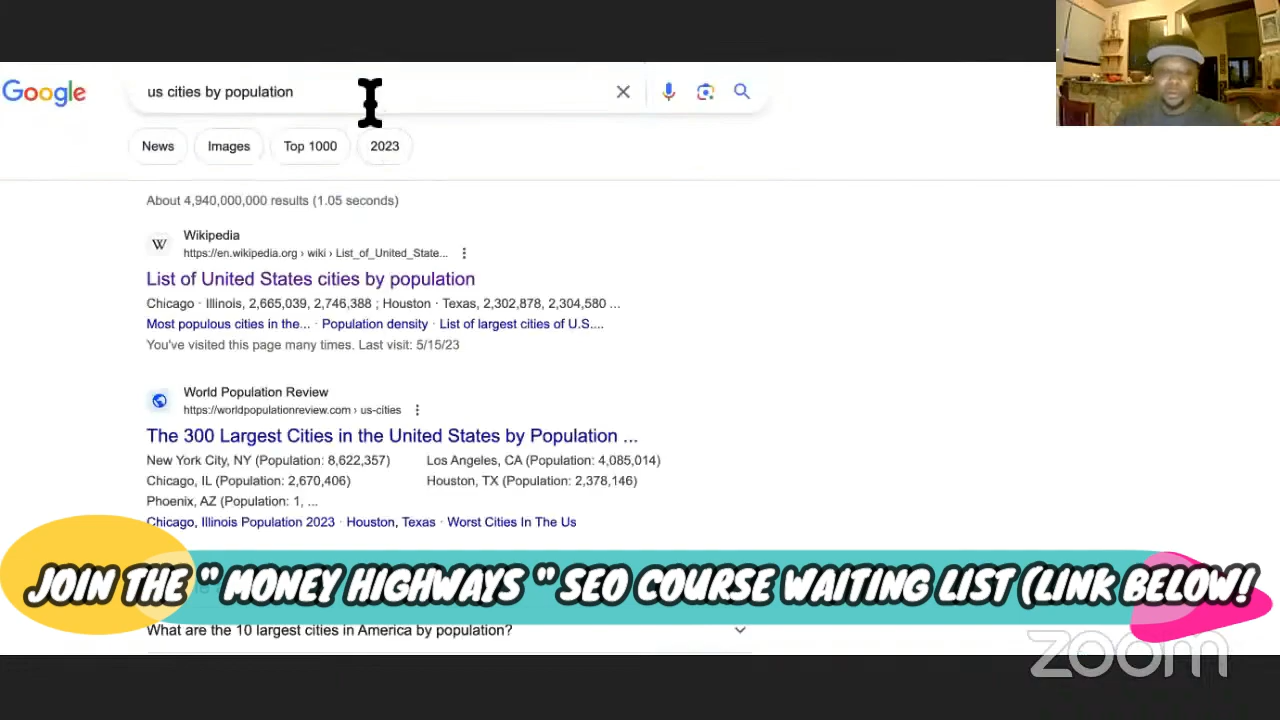 Google
us cities by population
News
Images
Top 1000
2023
About 4,940,000,000 results (1.05 seconds)
W
Wikipedia
https://en.wikipedia.org › wiki › List_of_United_State...
List of United States cities by population
Chicago · Illinois, 2,665,039, 2,746,388 ; Houston · Texas, 2,302,878, 2,304,580 ...
Most populous cities in the... · Population density · List of largest cities of U.S....
You've visited this page many times. Last visit: 5/15/23
World Population Review
https://worldpopulationreview.com › us-cities
The 300 Largest Cities in the United States by Population ...
New York City, NY (Population: 8,622,357) Los Angeles, CA (Population: 4,085,014)
Chicago, IL (Population: 2,670,406) Houston, TX (Population: 2,378,146)
Phoenix, AZ (Population: 1, ...
Chicago, Illinois Population 2023 · Houston, Texas · Worst Cities In The Us
JOIN THE " MONEY HIGHWAYS " SEO COURSE WAITING LIST (LINK BELOW!
What are the 10 largest cities in America by population?
zoom